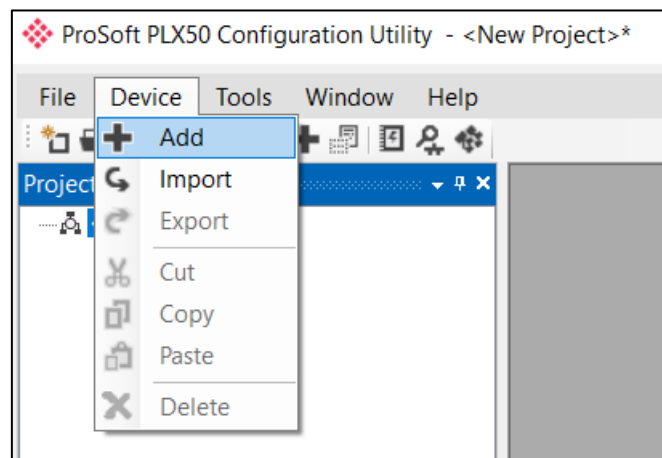 ProSoft PLX50 Configuration Utility - <New Project>*
File Device Tools Window Help
Add
Project
Import
Export
Cut
Copy
Paste
Delete